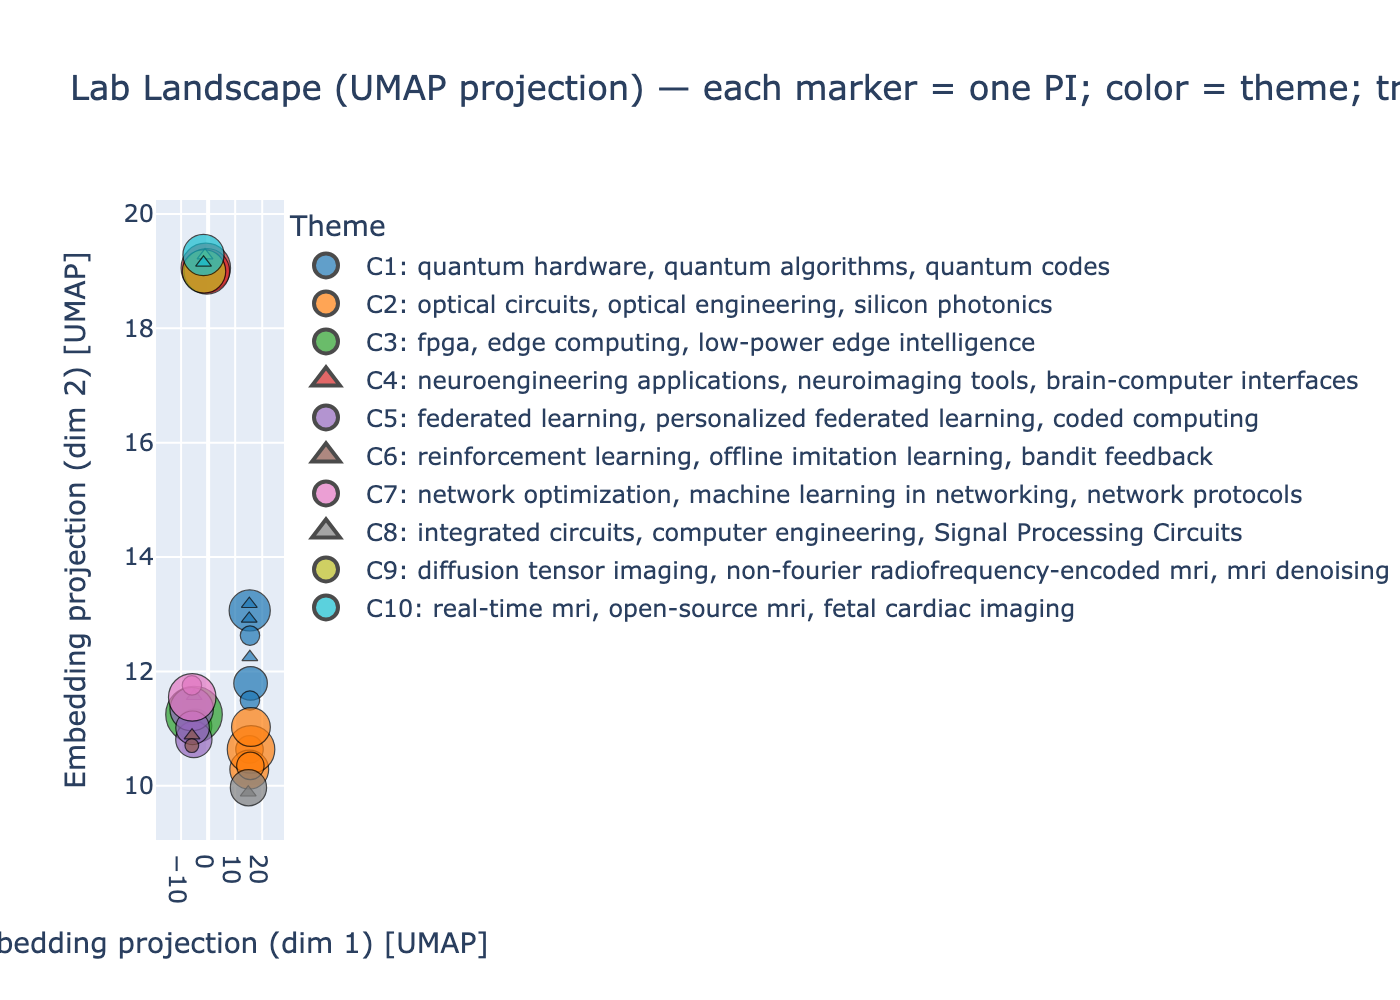 Lab Landscape (UMAP projection) — each marker = one PI; color = theme; tr
Theme
C1: quantum hardware, quantum algorithms, quantum codes
C2: optical circuits, optical engineering, silicon photonics
C3: fpga, edge computing, low-power edge intelligence
C4: neuroengineering applications, neuroimaging tools, brain-computer interfaces
C5: federated learning, personalized federated learning, coded computing
C6: reinforcement learning, offline imitation learning, bandit feedback
C7: network optimization, machine learning in networking, network protocols
C8: integrated circuits, computer engineering, Signal Processing Circuits
C9: diffusion tensor imaging, non-fourier radiofrequency-encoded mri, mri denoising
C10: real-time mri, open-source mri, fetal cardiac imaging
Embedding projection (dim 2) [UMAP]
20
18
16
14
12
10
−10
0
10
20
bedding projection (dim 1) [UMAP]